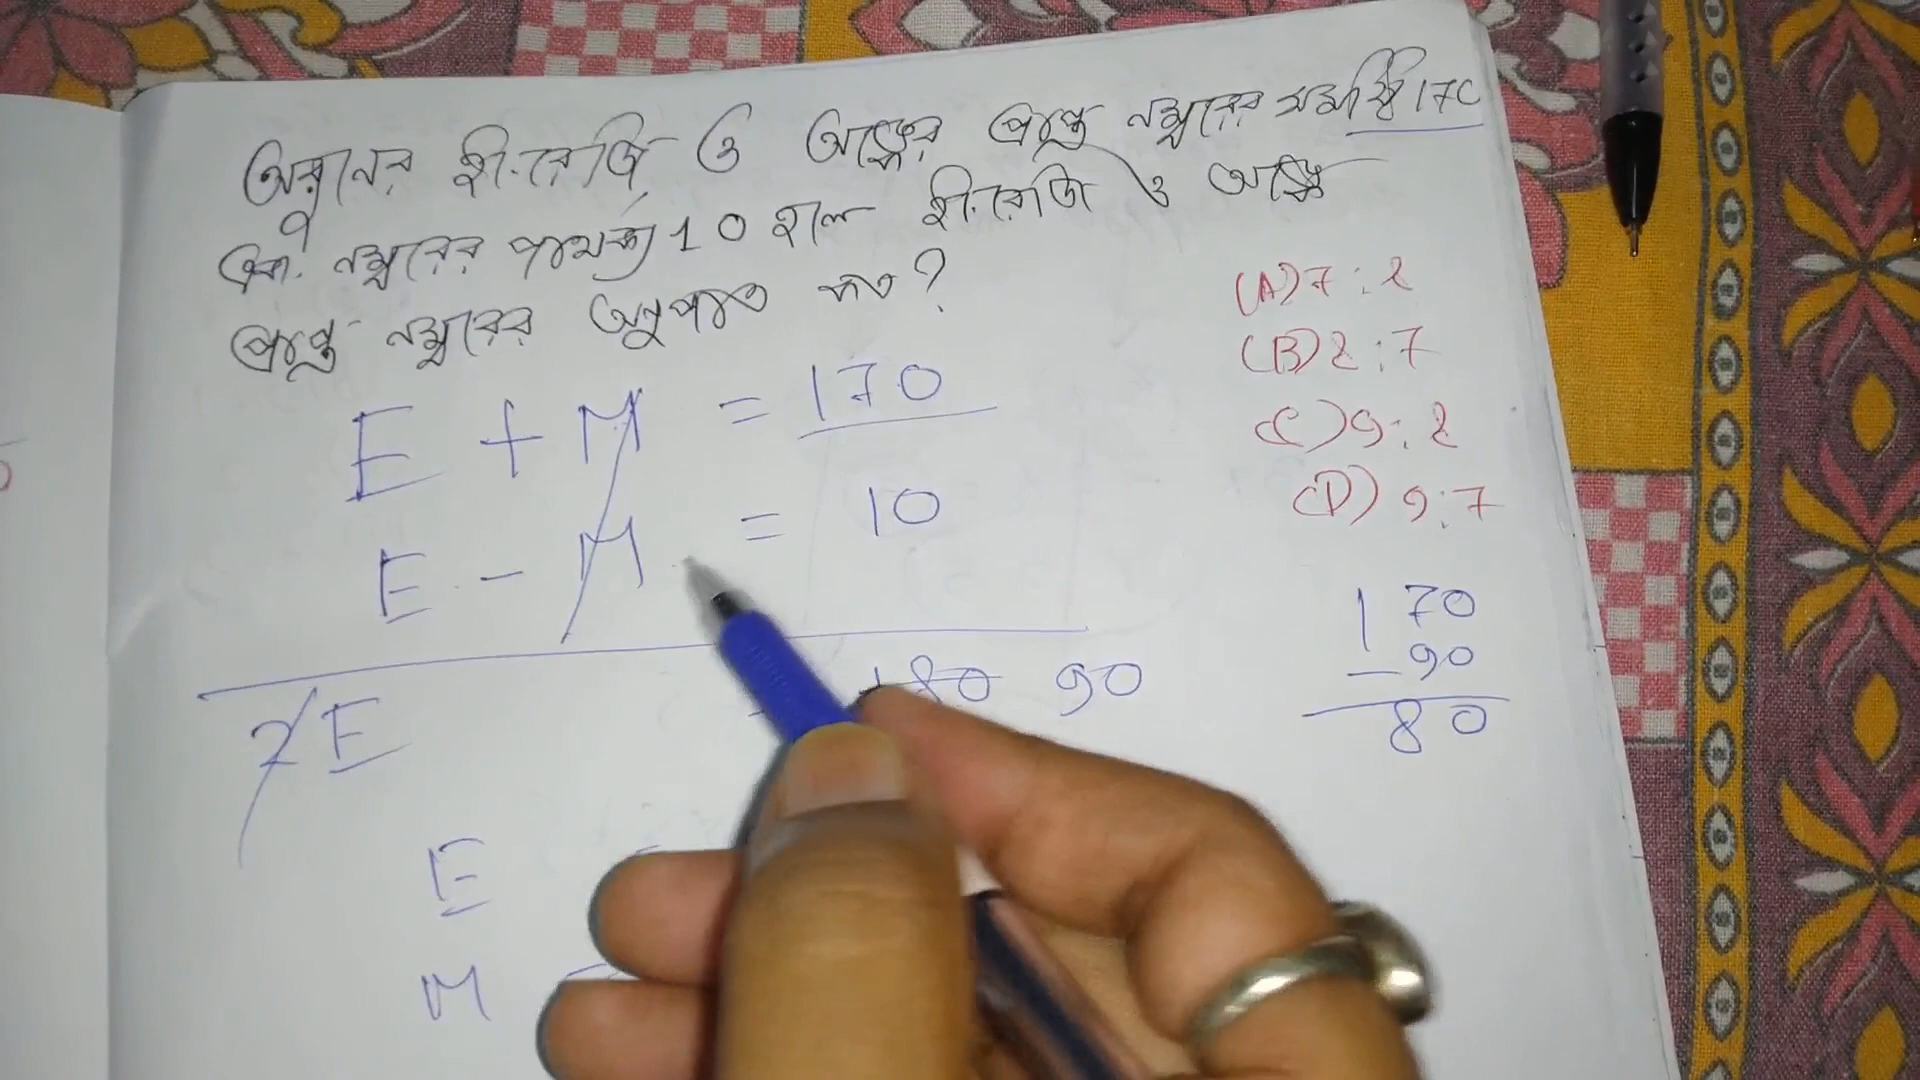 অরুণের ইংরেজি ও অঙ্কের প্রাপ্ত নম্বরের সমষ্টি 170
এবং নম্বরের পার্থক্য 10 হলে ইংরেজি ও অঙ্কে
প্রাপ্ত নম্বরের অনুপাত কত?
(A) 7:2
(B) 2:7
(C) 9:2
(D) 9:7
E + M = 170
E - M = 10
2E 180 90
E
M
170
- 90
80